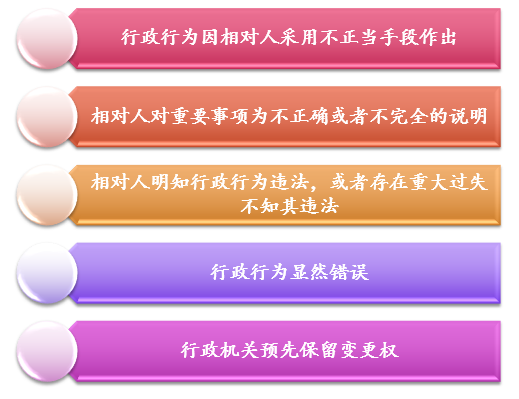 行政行为因相对人采用不正当手段作出
相对人对重要事项为不正确或者不完全的说明
相对人明知行政行为违法，或者存在重大过失
不知其违法
行政行为显然错误
行政机关预先保留变更权